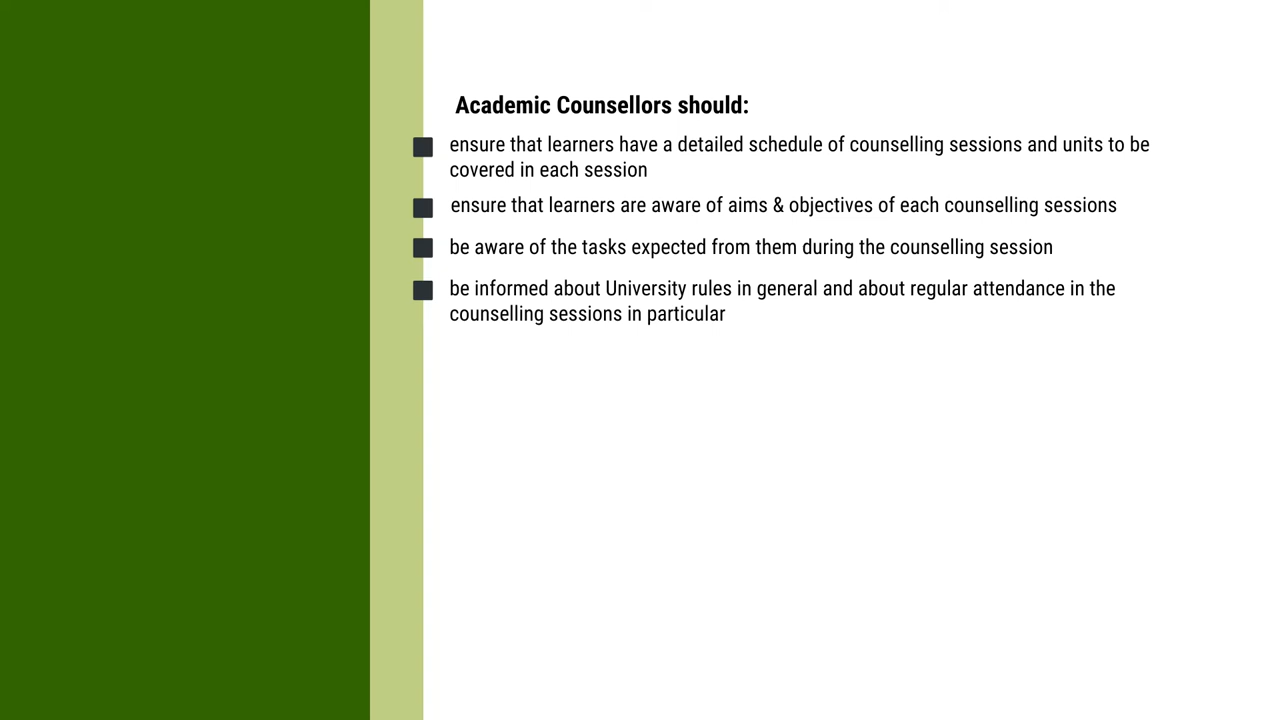 Academic Counsellors should:
ensure that learners have a detailed schedule of counselling sessions and units to be
covered in each session
ensure that learners are aware of aims & objectives of each counselling sessions
be aware of the tasks expected from them during the counselling session
be informed about University rules in general and about regular attendance in the
counselling sessions in particular